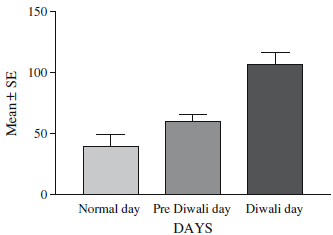 150
100
50
0
Mean ± SE
Normal day Pre Diwali day Diwali day
DAYS